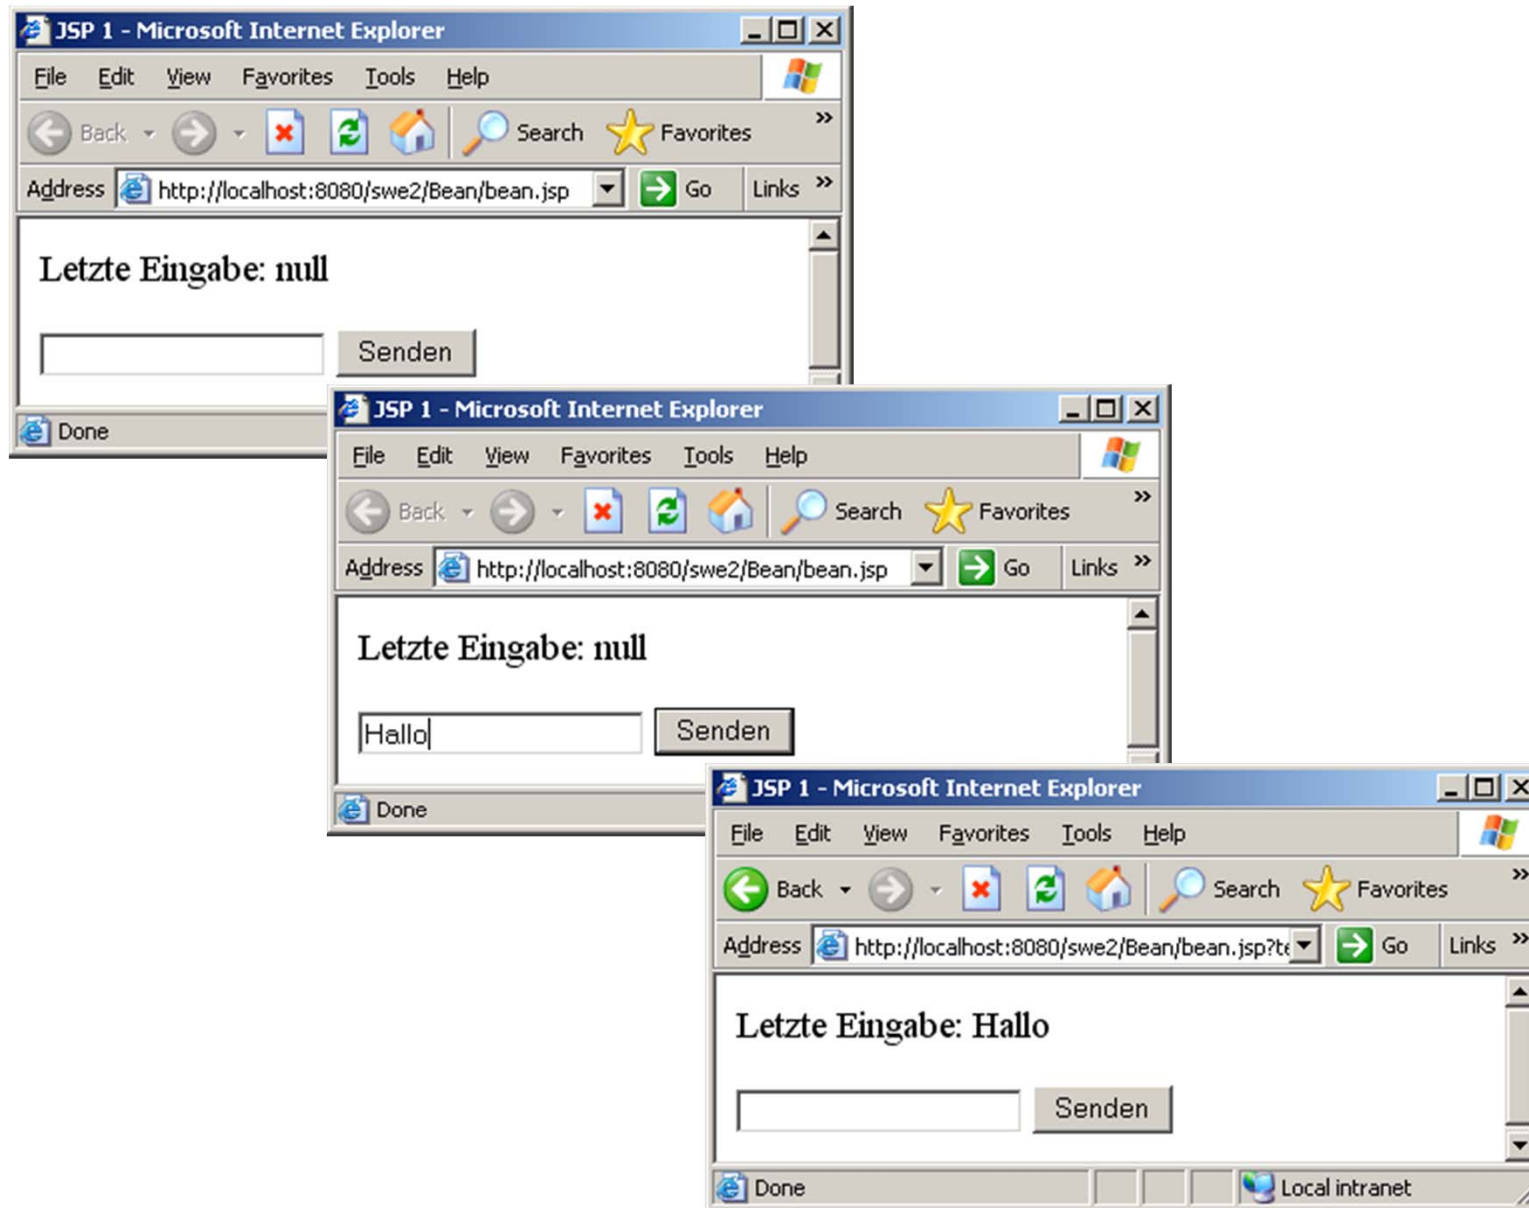 JSP 1 - Microsoft Internet Explorer
File Edit View Favorites Tools Help
Back Search Favorites »
Address http://localhost:8080/swe2/Bean/bean.jsp Go Links »
Letzte Eingabe: null
Senden
Done
JSP 1 - Microsoft Internet Explorer
File Edit View Favorites Tools Help
Back Search Favorites »
Address http://localhost:8080/swe2/Bean/bean.jsp Go Links »
Letzte Eingabe: null
Hallo Senden
Done
JSP 1 - Microsoft Internet Explorer
File Edit View Favorites Tools Help
Back Search Favorites »
Address http://localhost:8080/swe2/Bean/bean.jsp?te Go Links »
Letzte Eingabe: Hallo
Senden
Done Local intranet